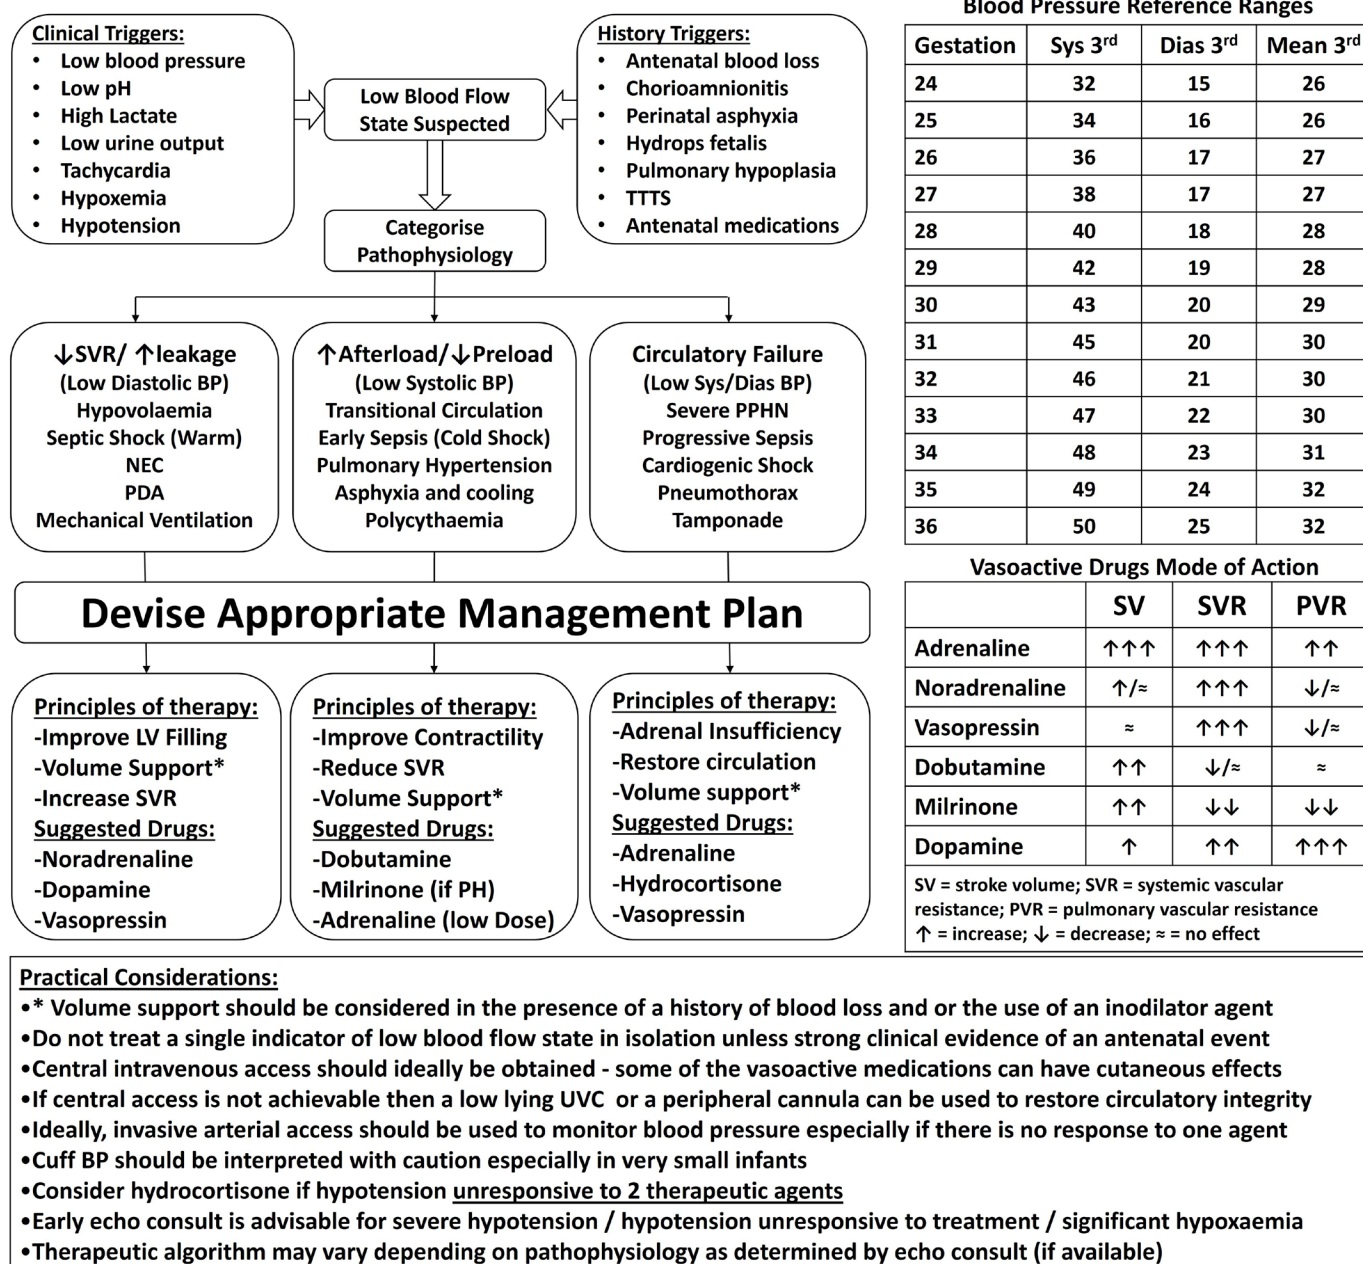 Clinical Triggers:
• Low blood pressure
• Low pH
• High Lactate
• Low urine output
• Tachycardia
• Hypoxemia
• Hypotension
Low Blood Flow
State Suspected
History Triggers:
• Antenatal blood loss
• Chorioamnionitis
• Perinatal asphyxia
• Hydrops fetalis
• Pulmonary hypoplasia
• TTTS
• Antenatal medications
Categorise
Pathophysiology
↓SVR/ ↑leakage
(Low Diastolic BP)
Hypovolaemia
Septic Shock (Warm)
NEC
PDA
Mechanical Ventilation
↑Afterload/↓Preload
(Low Systolic BP)
Transitional Circulation
Early Sepsis (Cold Shock)
Pulmonary Hypertension
Asphyxia and cooling
Polycythaemia
Circulatory Failure
(Low Sys/Dias BP)
Severe PPHN
Progressive Sepsis
Cardiogenic Shock
Pneumothorax
Tamponade
Devise Appropriate Management Plan
Principles of therapy:
-Improve LV Filling
-Volume Support*
-Increase SVR
Suggested Drugs:
-Noradrenaline
-Dopamine
-Vasopressin
Principles of therapy:
-Improve Contractility
-Reduce SVR
-Volume Support*
Suggested Drugs:
-Dobutamine
-Milrinone (if PH)
-Adrenaline (low Dose)
Principles of therapy:
-Adrenal Insufficiency
-Restore circulation
-Volume support*
Suggested Drugs:
-Adrenaline
-Hydrocortisone
-Vasopressin
Blood Pressure Reference Ranges
Gestation Sys 3rd Dias 3rd Mean 3rd
24 32 15 26
25 34 16 26
26 36 17 27
27 38 17 27
28 40 18 28
29 42 19 28
30 43 20 29
31 45 20 30
32 46 21 30
33 47 22 30
34 48 23 31
35 49 24 32
36 50 25 32
Vasoactive Drugs Mode of Action
SV SVR PVR
Adrenaline ↑↑↑ ↑↑↑ ↑↑
Noradrenaline ↑/≈ ↑↑↑ ↓/≈
Vasopressin ≈ ↑↑↑ ↓/≈
Dobutamine ↑↑ ↓/≈ ≈
Milrinone ↑↑ ↓↓ ↓↓
Dopamine ↑ ↑↑ ↑↑↑
SV = stroke volume; SVR = systemic vascular
resistance; PVR = pulmonary vascular resistance
↑ = increase; ↓ = decrease; ≈ = no effect
Practical Considerations:
•* Volume support should be considered in the presence of a history of blood loss and or the use of an inodilator agent
•Do not treat a single indicator of low blood flow state in isolation unless strong clinical evidence of an antenatal event
•Central intravenous access should ideally be obtained - some of the vasoactive medications can have cutaneous effects
•If central access is not achievable then a low lying UVC or a peripheral cannula can be used to restore circulatory integrity
•Ideally, invasive arterial access should be used to monitor blood pressure especially if there is no response to one agent
•Cuff BP should be interpreted with caution especially in very small infants
•Consider hydrocortisone if hypotension unresponsive to 2 therapeutic agents
•Early echo consult is advisable for severe hypotension / hypotension unresponsive to treatment / significant hypoxaemia
•Therapeutic algorithm may vary depending on pathophysiology as determined by echo consult (if available)